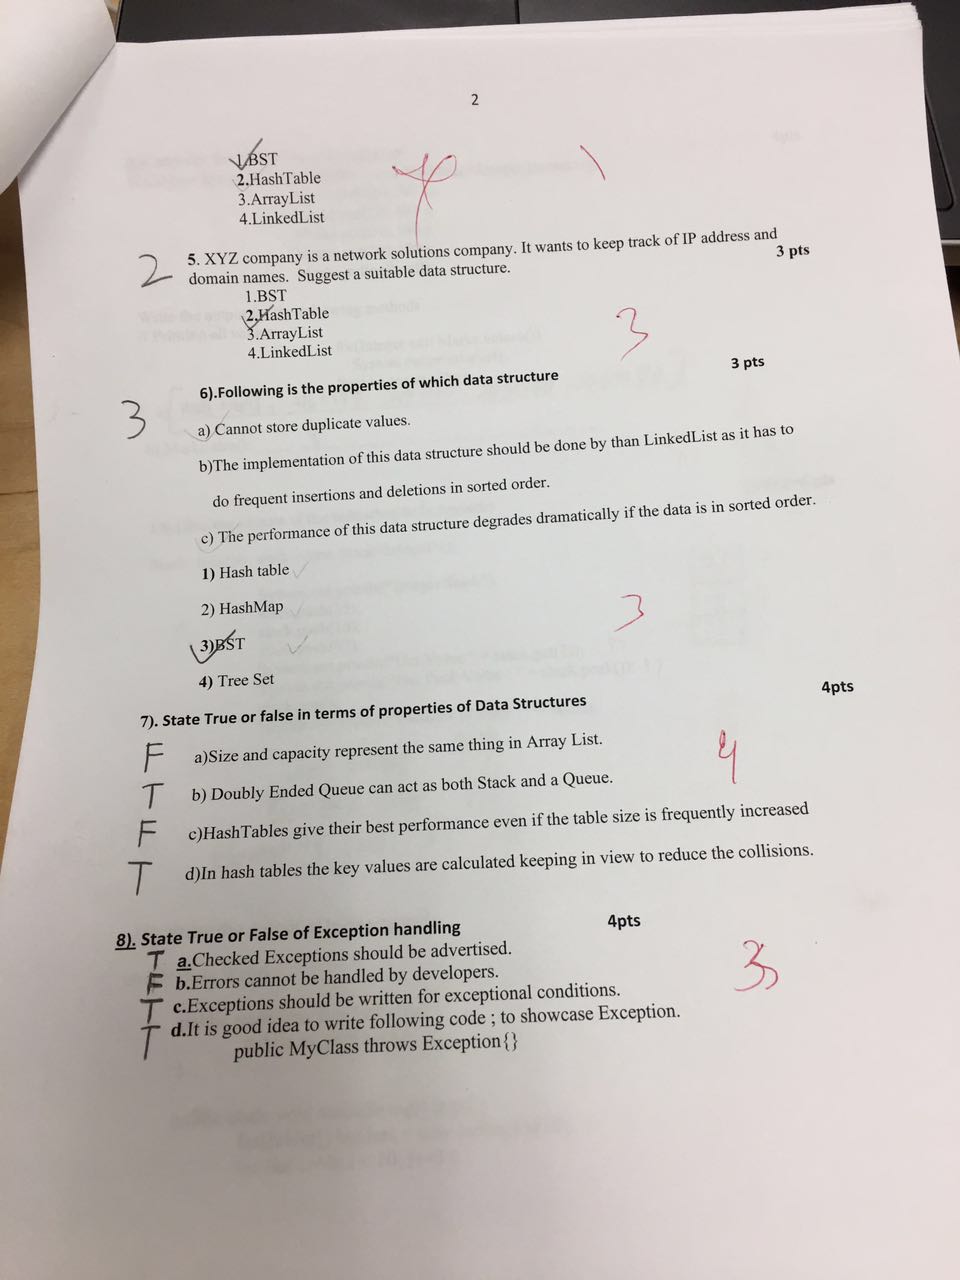 2
1.BST
2.HashTable
3.ArrayList
4.LinkedList
2
5. XYZ company is a network solutions company. It wants to keep track of IP address and
domain names. Suggest a suitable data structure.
3 pts
1.BST
2.HashTable
3.ArrayList
4.LinkedList
3
6).Following is the properties of which data structure
3 pts
3
a) Cannot store duplicate values.
b)The implementation of this data structure should be done by than LinkedList as it has to
do frequent insertions and deletions in sorted order.
c) The performance of this data structure degrades dramatically if the data is in sorted order.
1) Hash table
2) HashMap
3
3)BST
4) Tree Set
7). State True or false in terms of properties of Data Structures
4pts
F a)Size and capacity represent the same thing in Array List.
4
T b) Doubly Ended Queue can act as both Stack and a Queue.
F c)HashTables give their best performance even if the table size is frequently increased
T d)In hash tables the key values are calculated keeping in view to reduce the collisions.
8). State True or False of Exception handling
4pts
T a.Checked Exceptions should be advertised.
F b.Errors cannot be handled by developers.
3
T c.Exceptions should be written for exceptional conditions.
T d.It is good idea to write following code ; to showcase Exception.
public MyClass throws Exception{}